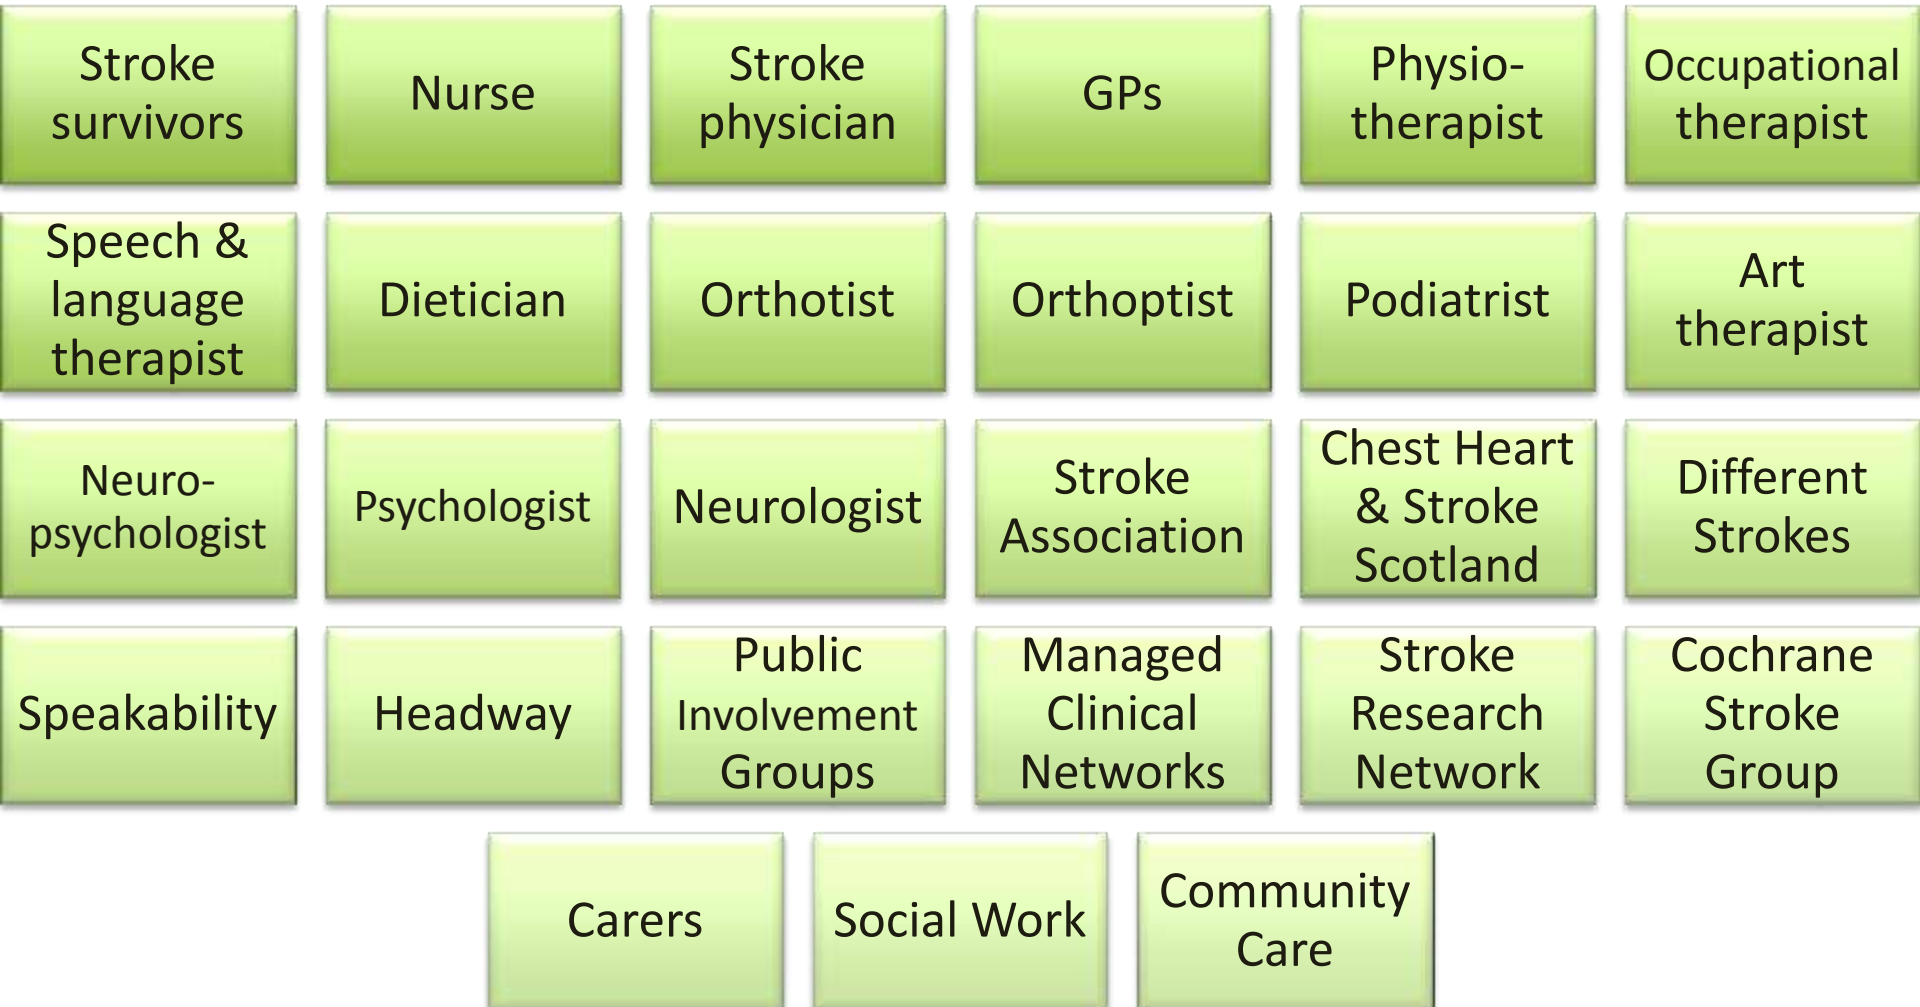 Stroke
survivors
Nurse
Stroke
physician
GPs
Physio-
therapist
Occupational
therapist
Speech &
language
therapist
Dietician
Orthotist
Orthoptist
Podiatrist
Art
therapist
Neuro-
psychologist
Psychologist
Neurologist
Stroke
Association
Chest Heart
& Stroke
Scotland
Different
Strokes
Speakability
Headway
Public
Involvement
Groups
Managed
Clinical
Networks
Stroke
Research
Network
Cochrane
Stroke
Group
Carers
Social Work
Community
Care